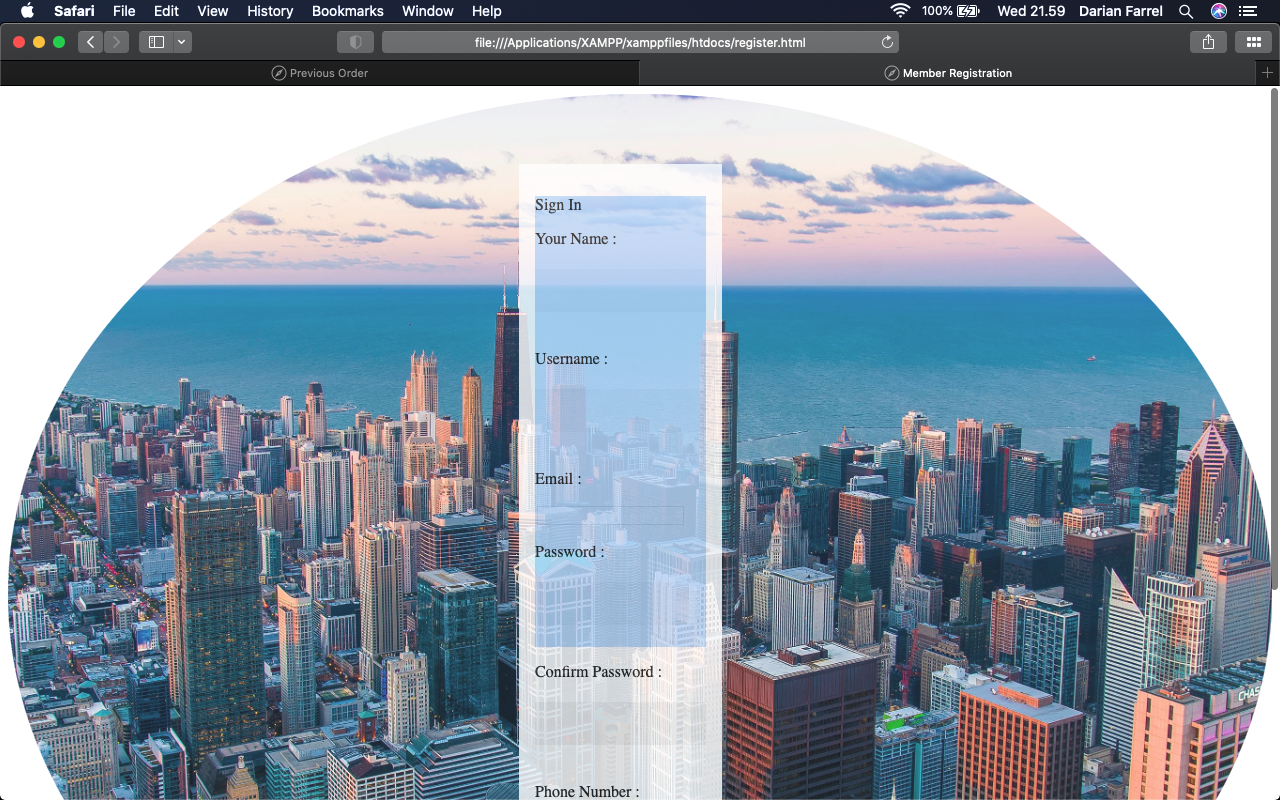 Safari File Edit View History Bookmarks Window Help 100% Wed 21.59 Darian Farrel
file:///Applications/XAMPP/xamppfiles/htdocs/register.html
Previous Order Member Registration
Sign In
Your Name :
Username :
Email :
Password :
Confirm Password :
CHAS
Phone Number :